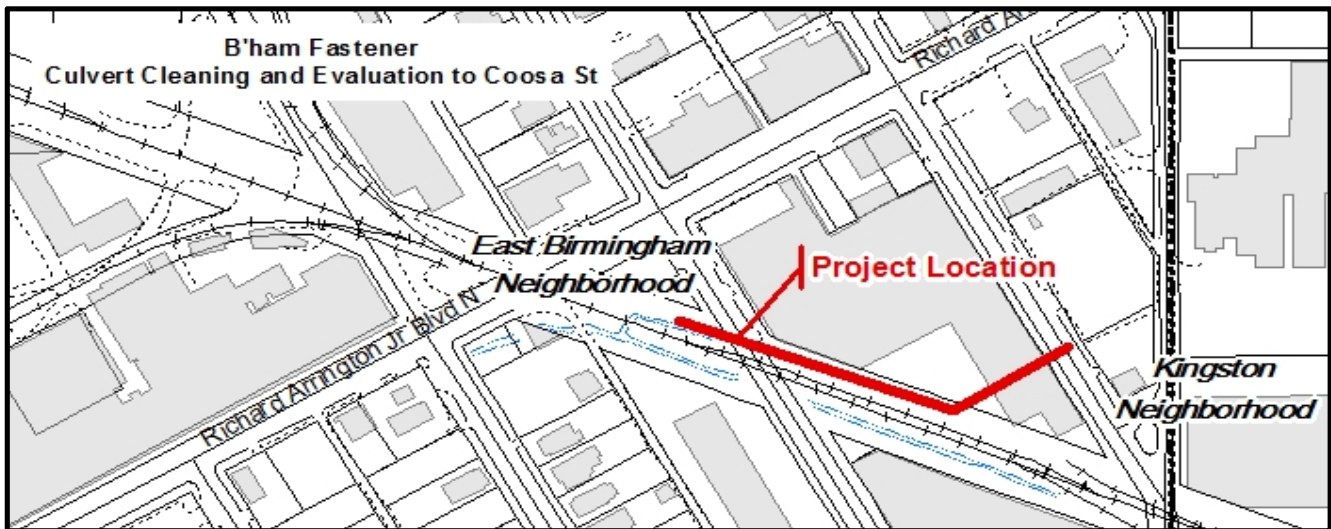 B'ham Fastener
Culvert Cleaning and Evaluation to Coosa St
Richard Ar
East Birmingham
Neighborhood
Project Location
Richard Arrington Jr Blvd N
Kingston
Neighborhood